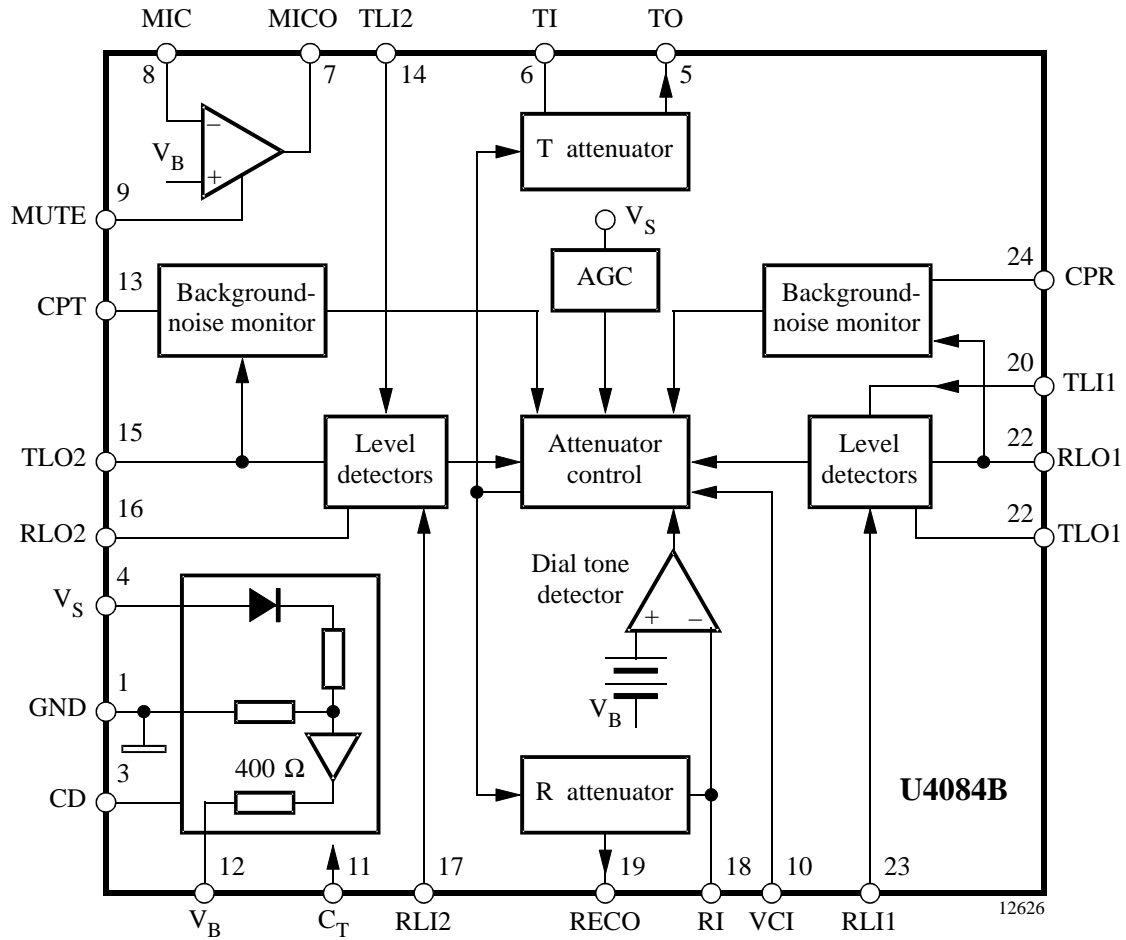 MIC MICO TLI2 TI TO
8 7 14 6 5
–
V_B
+
T attenuator
9
MUTE
V_S
13
CPT
Background-
noise monitor
AGC
Background-
noise monitor
24
CPR
20
TLI1
15
TLO2
Level
detectors
Attenuator
control
Level
detectors
22
RLO1
16
RLO2
22
TLO1
4
V_S
Dial tone
detector
+ –
1
GND
V_B
3
CD
400 Ω
R attenuator
U4084B
12 11 17 19 18 10 23
V_B C_T RLI2 RECO RI VCI RLI1
12626